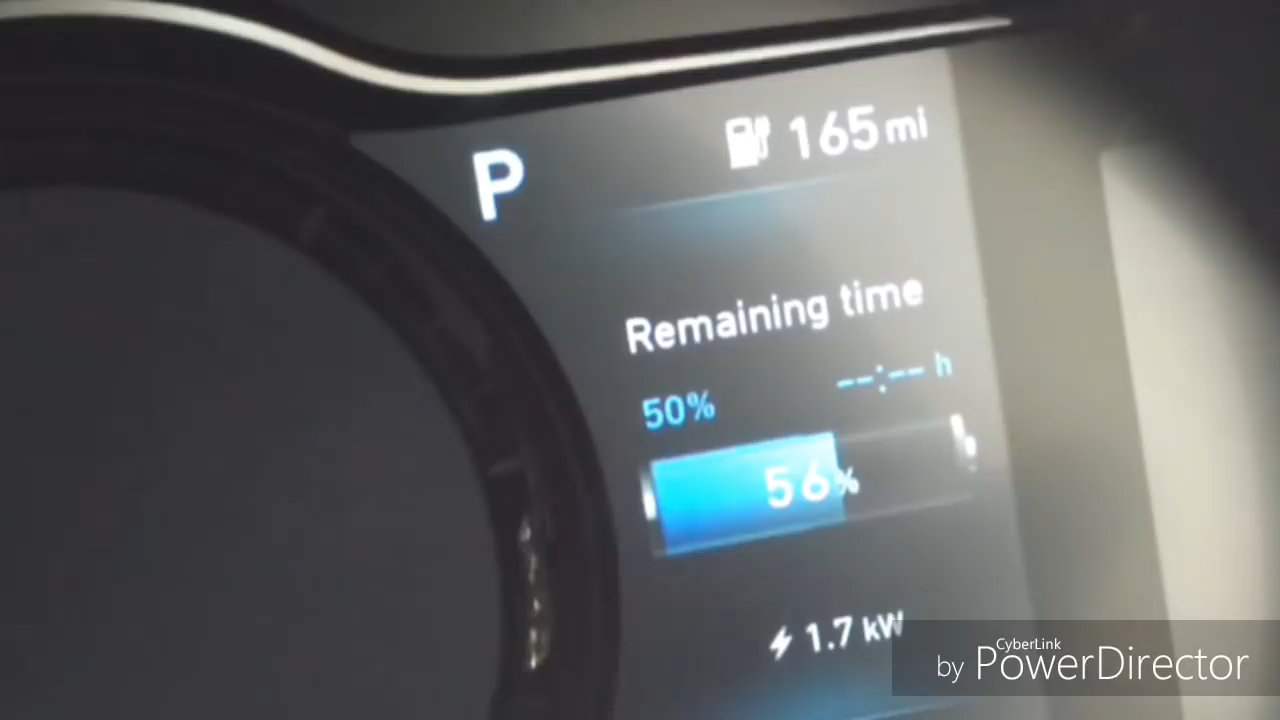 P
165 mi
Remaining time
50% --:-- h
56%
1.7 kW
CyberLink
by PowerDirector